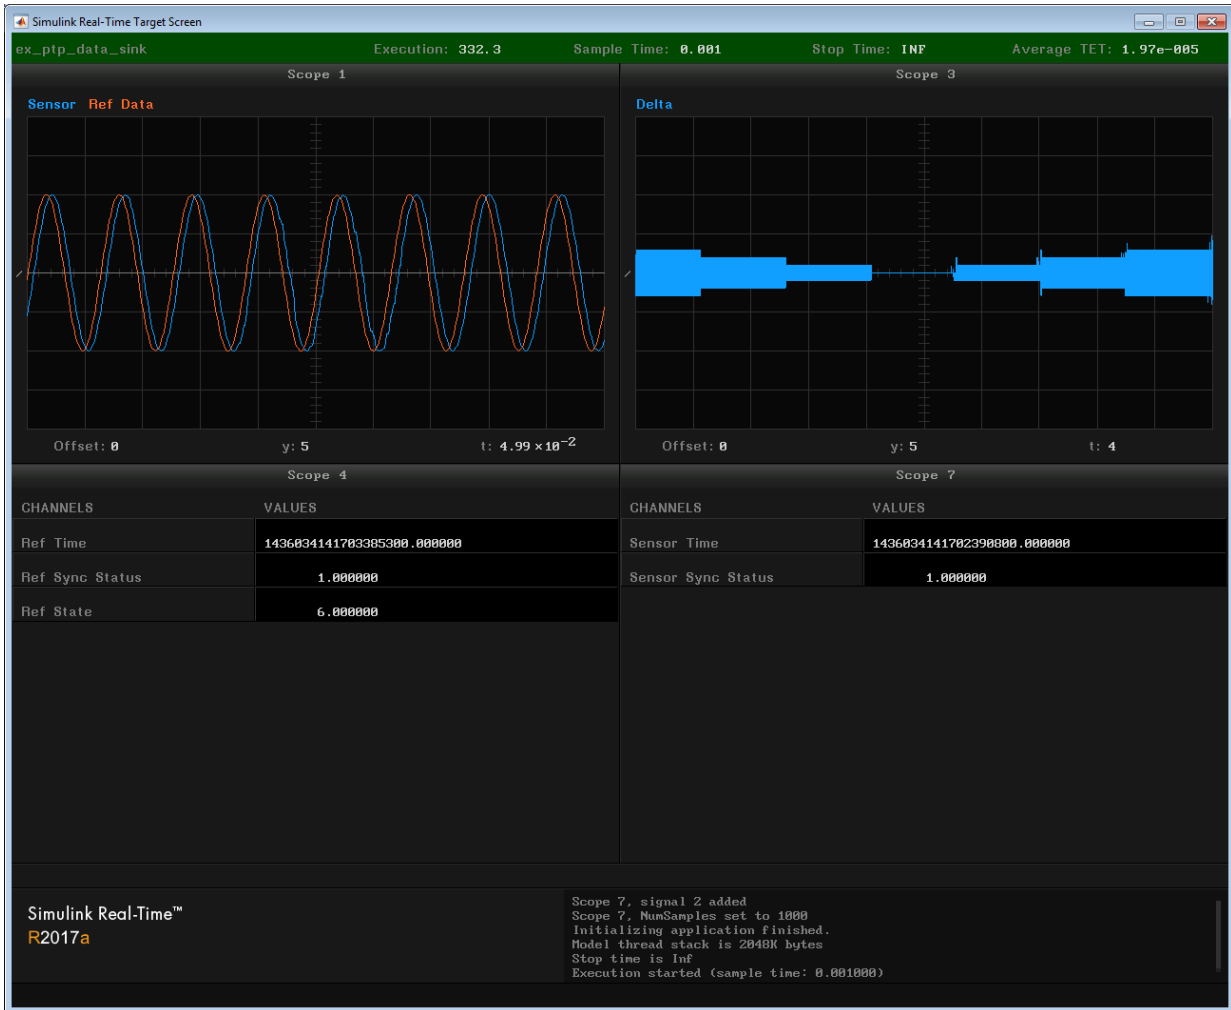 Simulink Real-Time Target Screen
ex_ptp_data_sink Execution: 332.3 Sample Time: 0.001 Stop Time: INF Average TET: 1.97e-005
Scope 1
Sensor Ref Data
Offset: 0 y: 5 t: 4.99×10⁻²
Scope 3
Delta
Offset: 0 y: 5 t: 4
Scope 4
CHANNELS VALUES
Ref Time 1436034141703385300.000000
Ref Sync Status 1.000000
Ref State 6.000000
Scope 7
CHANNELS VALUES
Sensor Time 1436034141702390800.000000
Sensor Sync Status 1.000000
Simulink Real-Time™
R2017a
Scope 7, signal 2 added
Scope 7, NumSamples set to 1000
Initializing application finished.
Model thread stack is 2048K bytes
Stop time is Inf
Execution started (sample time: 0.001000)